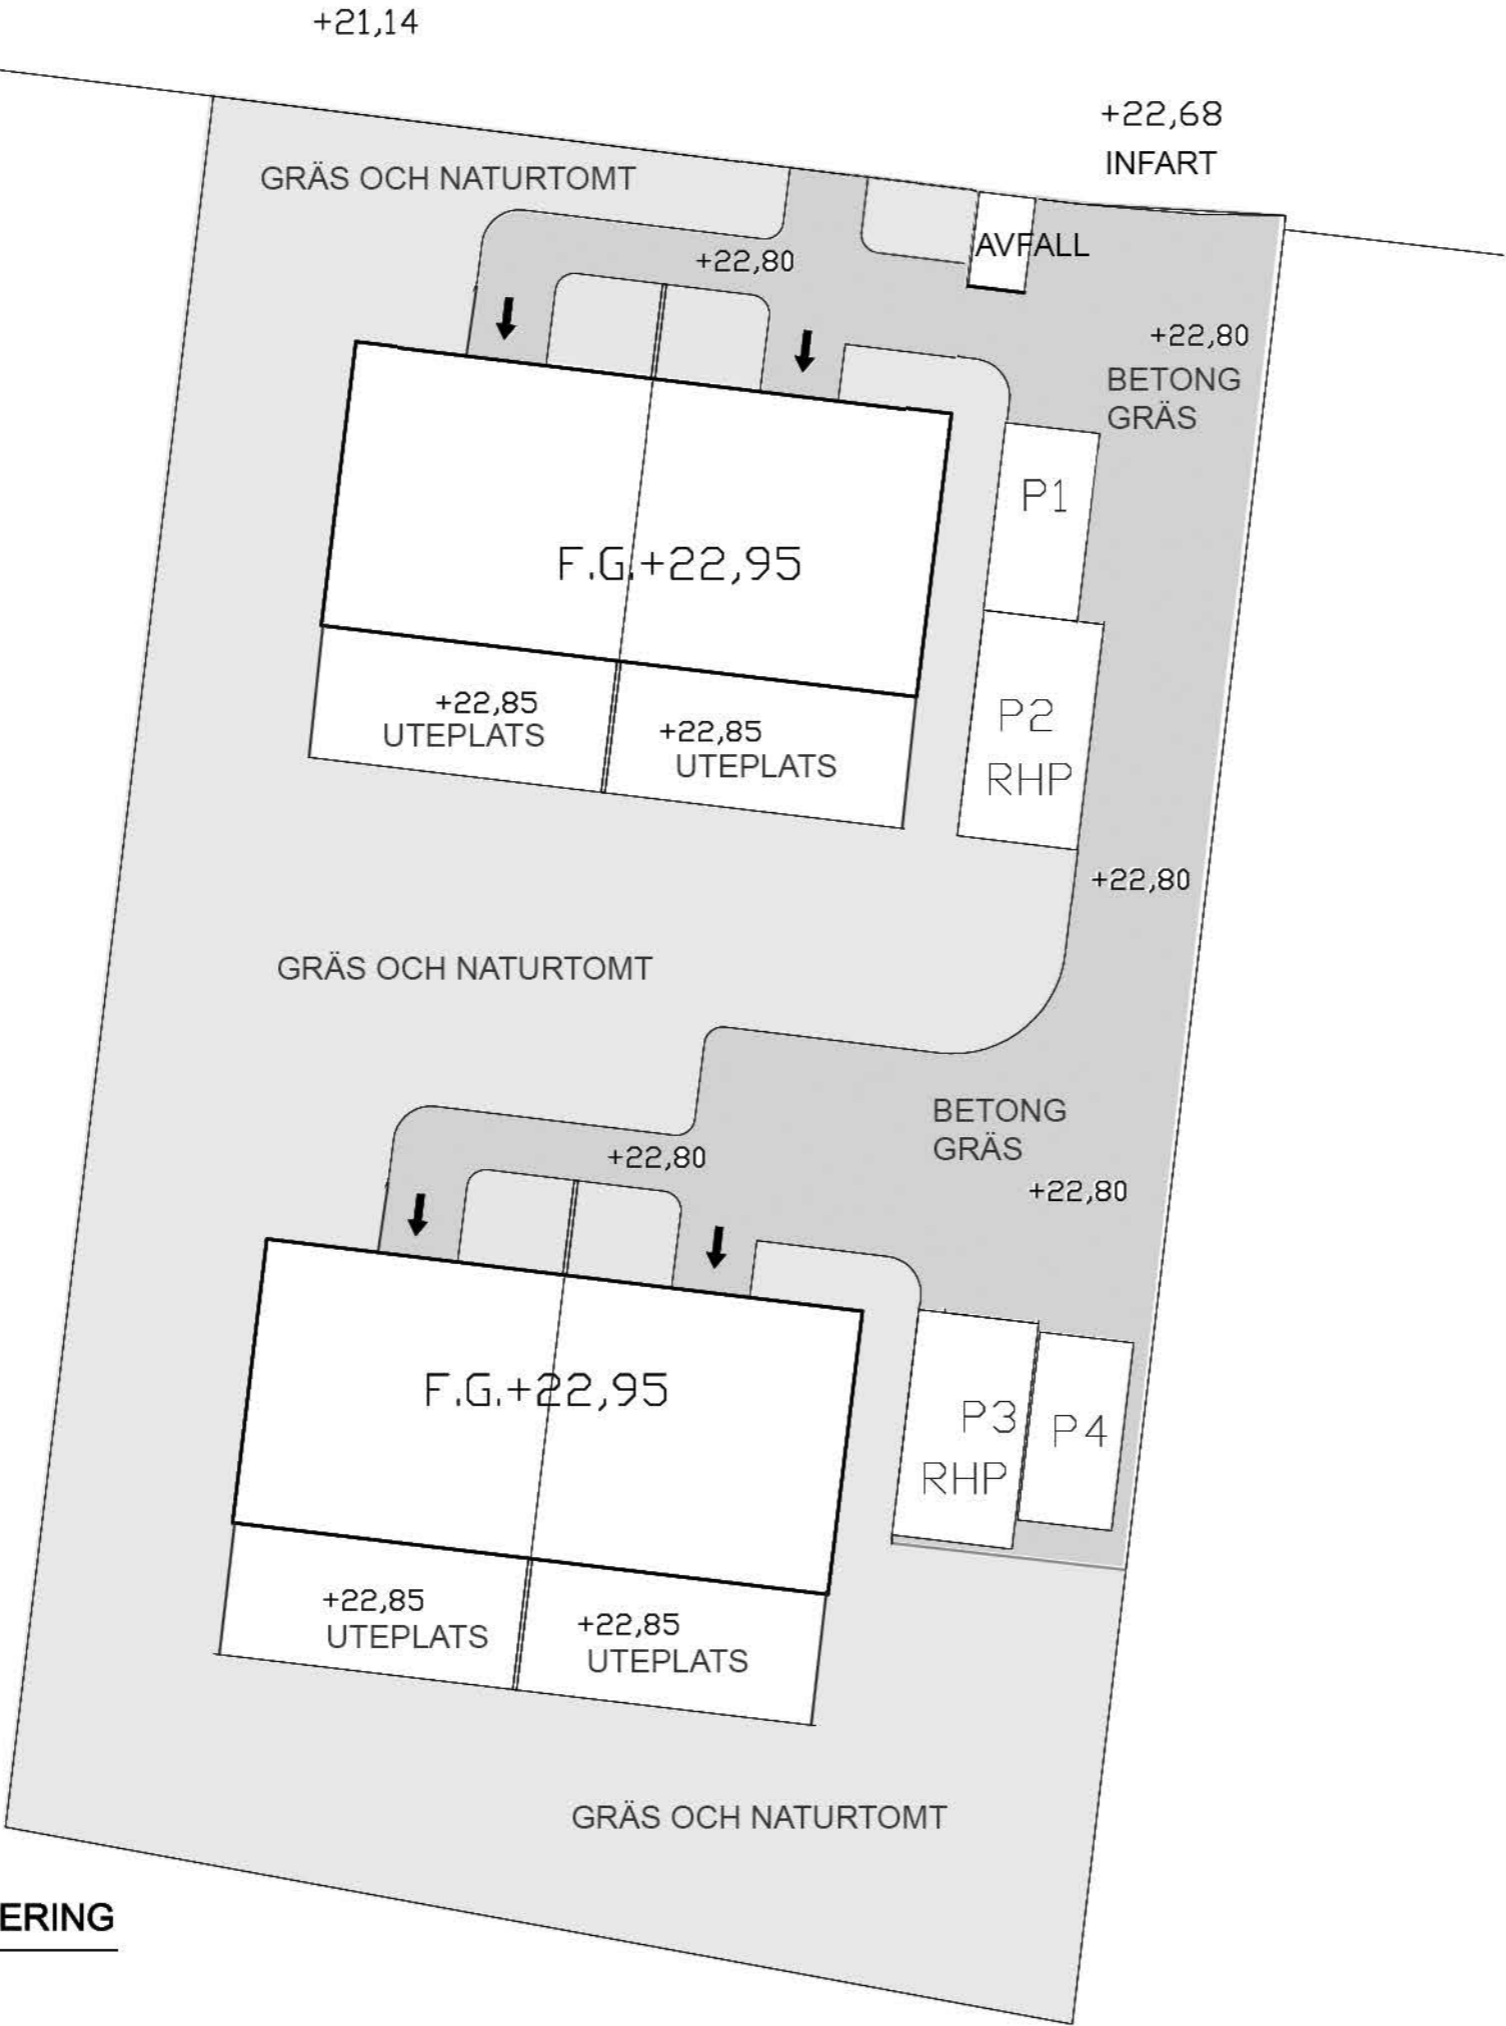 +21,14
+22,68
INFART
GRÄS OCH NATURTOMT
AVFALL
+22,80
+22,80
BETONG
GRÄS
P1
F.G.+22,95
+22,85
UTEPLATS
+22,85
UTEPLATS
P2
RHP
+22,80
GRÄS OCH NATURTOMT
BETONG
GRÄS
+22,80
+22,80
F.G.+22,95
P3
RHP
P4
+22,85
UTEPLATS
+22,85
UTEPLATS
GRÄS OCH NATURTOMT
ERING